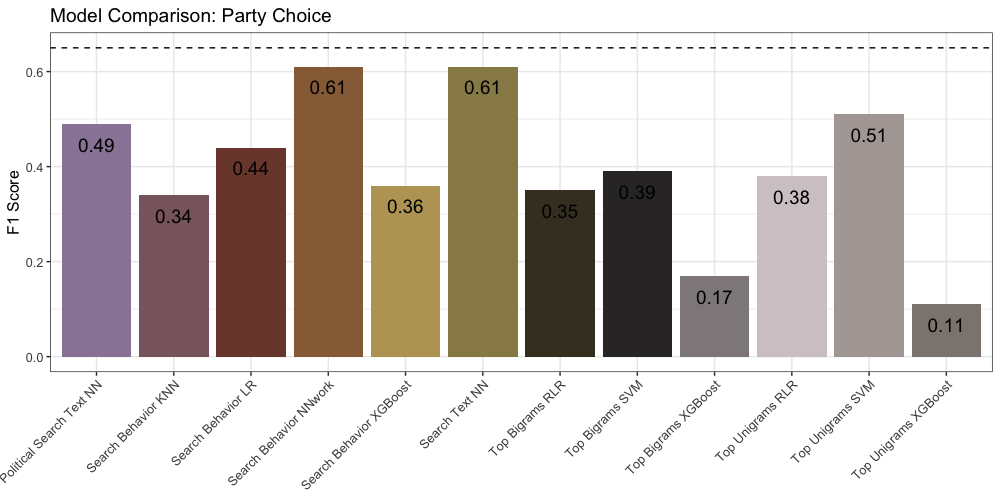 Model Comparison: Party Choice
F1 Score
0.6
0.4
0.2
0.0
0.49
0.34
0.44
0.61
0.36
0.61
0.35
0.39
0.17
0.38
0.51
0.11
Political Search Text NN
Search Behavior KNN
Search Behavior LR
Search Behavior NNwork
Search Behavior XGBoost
Search Text NN
Top Bigrams RLR
Top Bigrams SVM
Top Bigrams XGBoost
Top Unigrams RLR
Top Unigrams SVM
Top Unigrams XGBoost